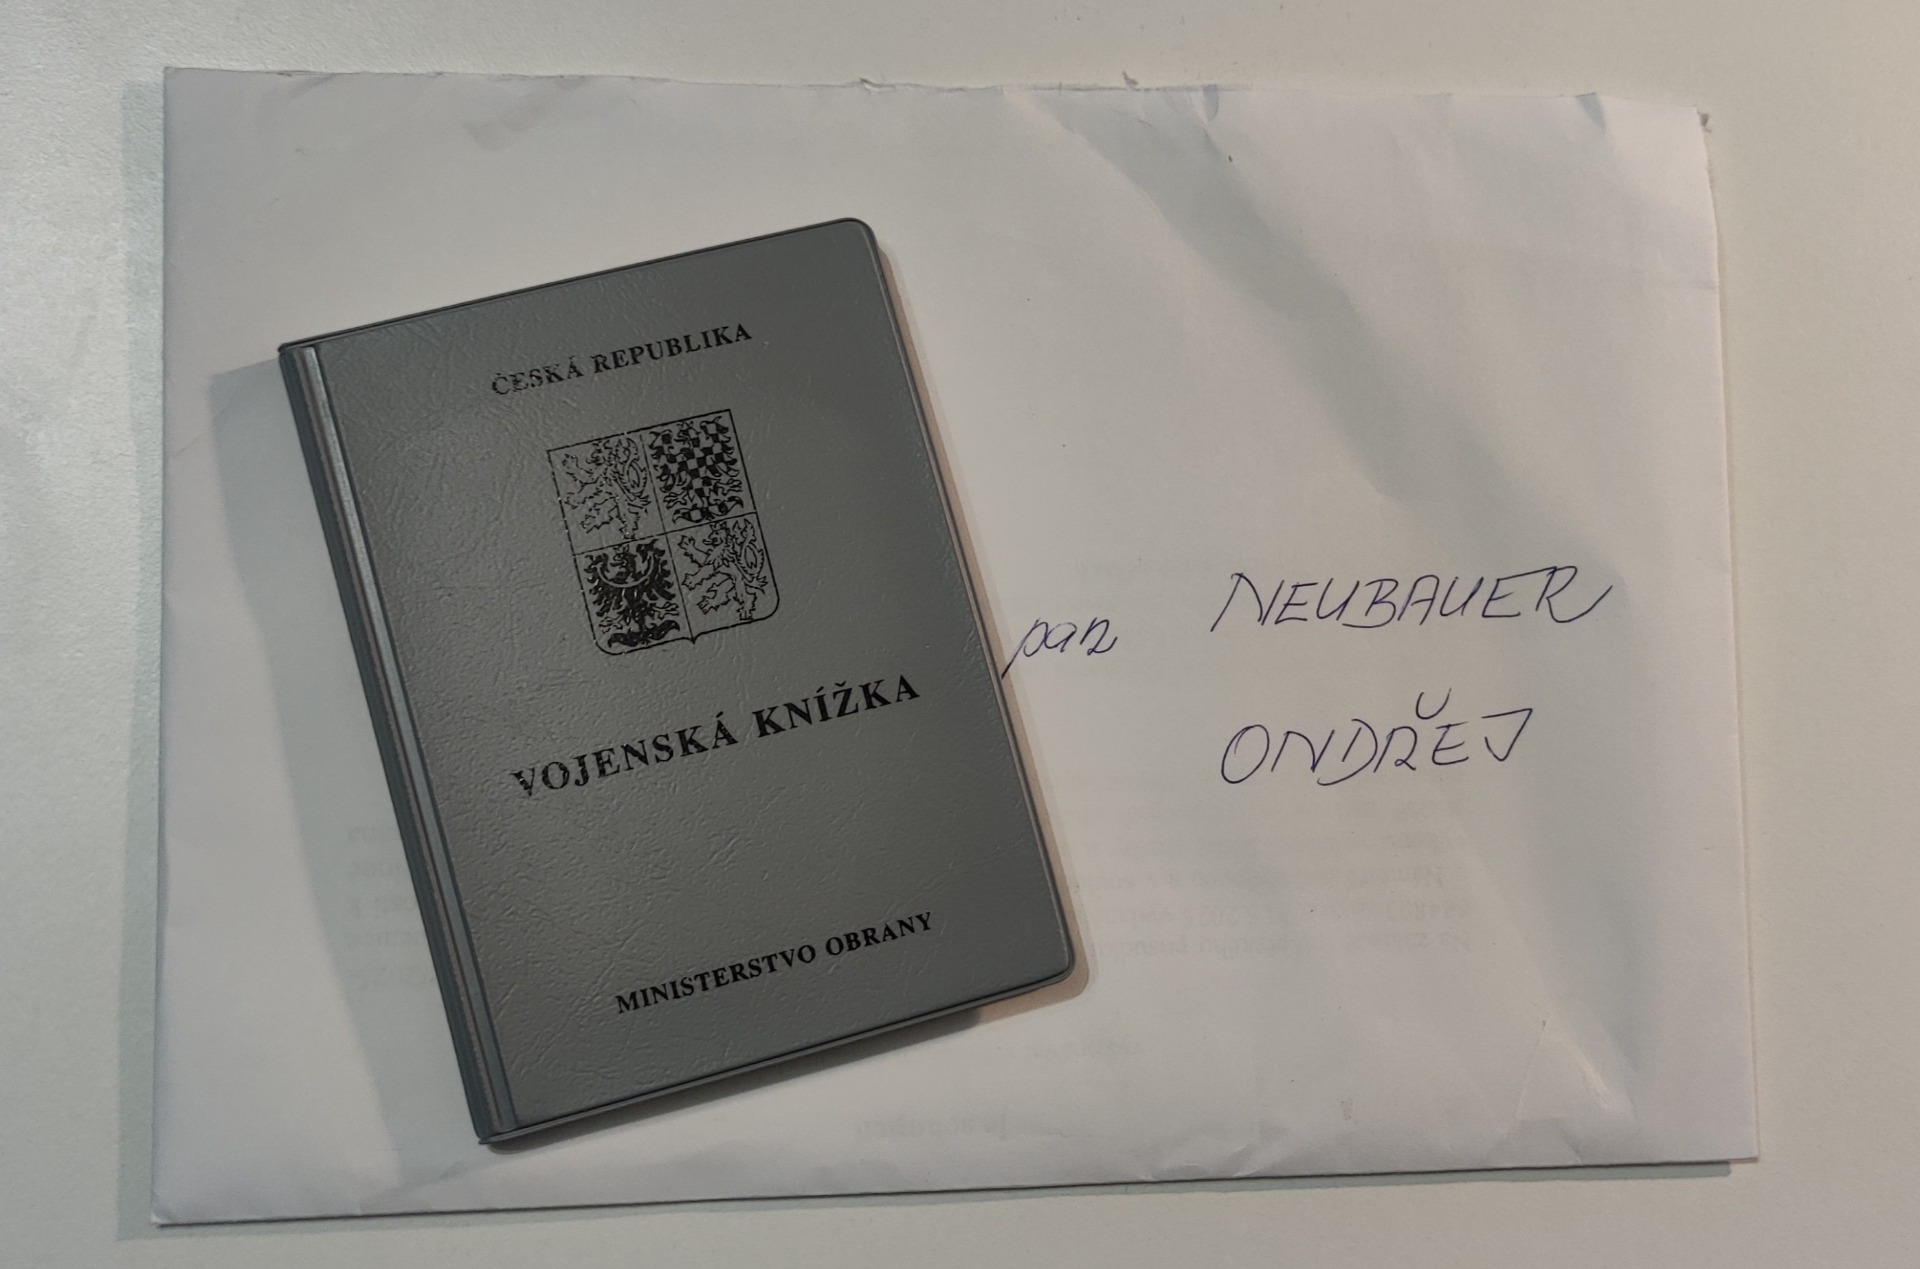 ČESKÁ REPUBLIKA
VOJENSKÁ KNÍŽKA
MINISTERSTVO OBRANY
pan NEUBAUER
ONDŘEJ